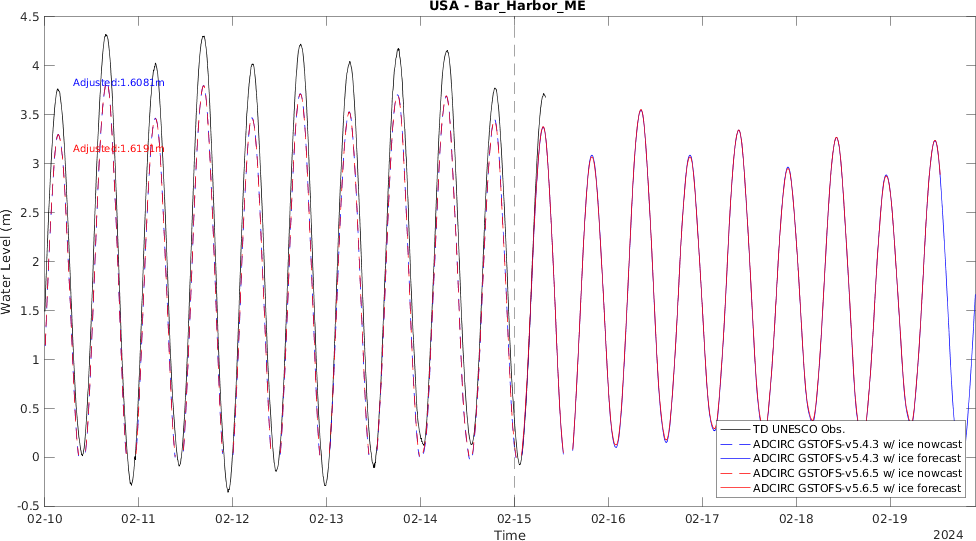 USA - Bar_Harbor_ME
4.5
4
3.5
3
2.5
2
1.5
1
0.5
0
-0.5
Water Level (m)
Adjusted:1.6081m
Adjusted:1.6191m
TD UNESCO Obs.
ADCIRC GSTOFS-v5.4.3 w/ ice nowcast
ADCIRC GSTOFS-v5.4.3 w/ ice forecast
ADCIRC GSTOFS-v5.6.5 w/ ice nowcast
ADCIRC GSTOFS-v5.6.5 w/ ice forecast
02-10 02-11 02-12 02-13 02-14 02-15 02-16 02-17 02-18 02-19
Time
2024